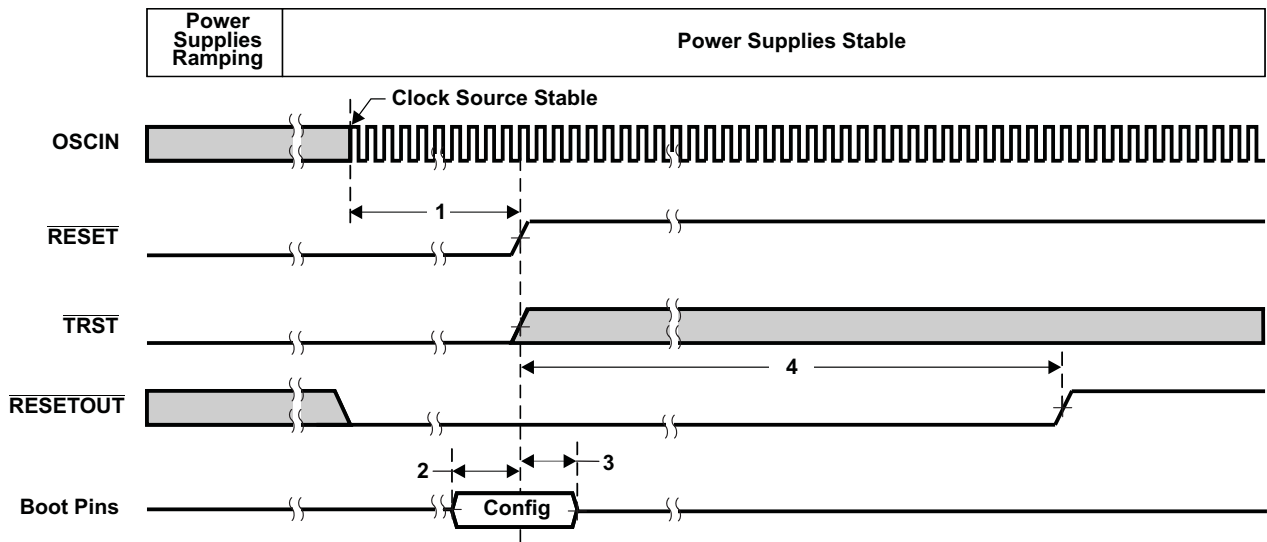 Power
Supplies
Ramping
Power Supplies Stable
Clock Source Stable
OSCIN
1
RESET
TRST
4
RESETOUT
2
3
Boot Pins
Config